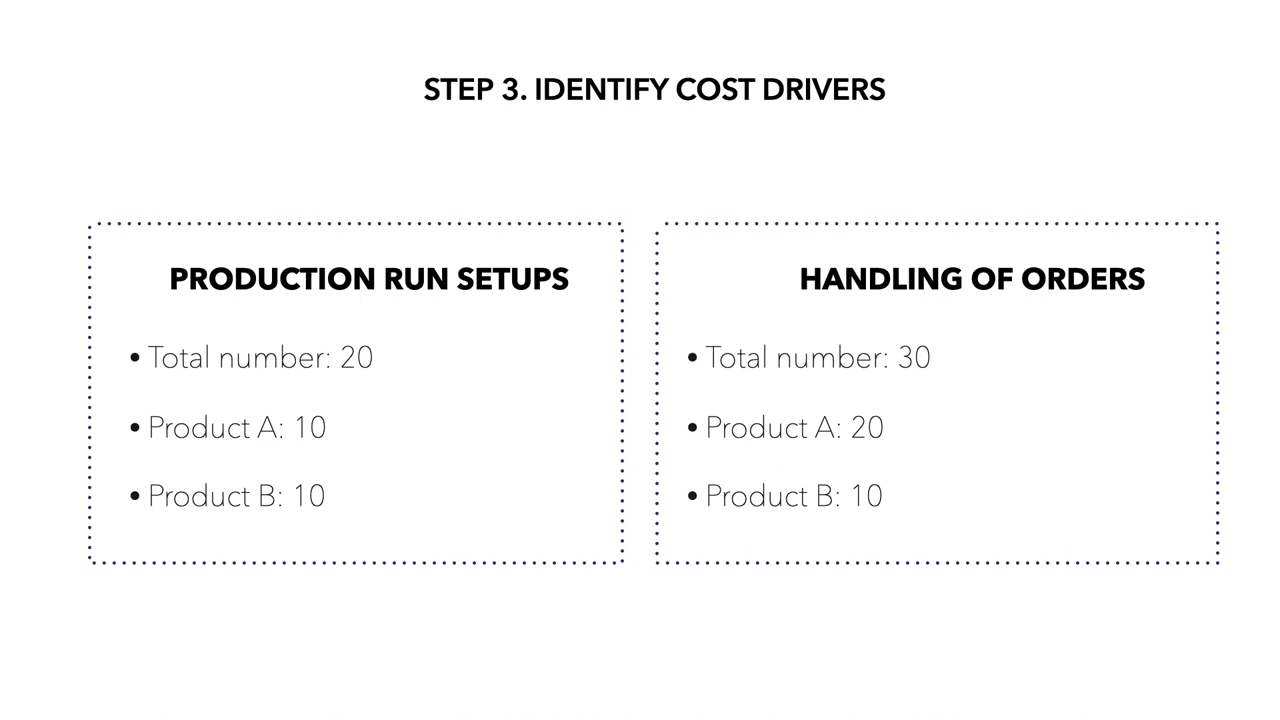 STEP 3. IDENTIFY COST DRIVERS
PRODUCTION RUN SETUPS
• Total number: 20
• Product A: 10
• Product B: 10
HANDLING OF ORDERS
• Total number: 30
• Product A: 20
• Product B: 10